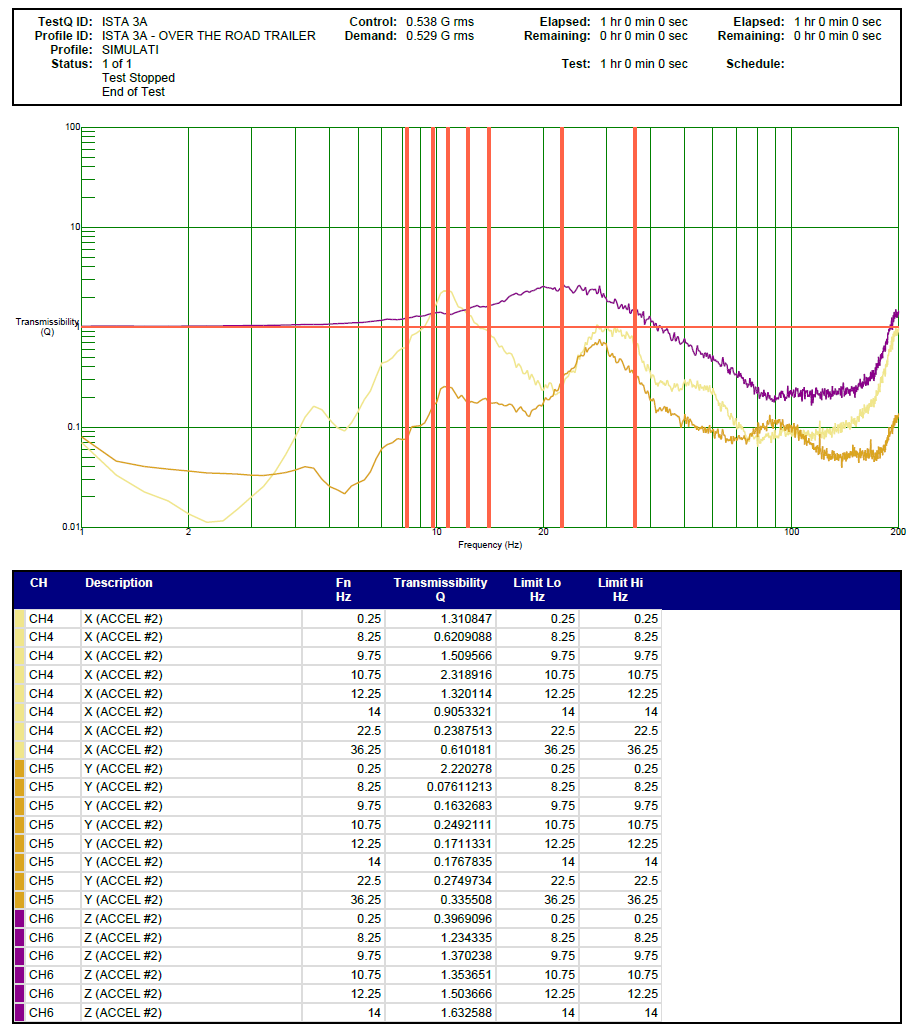 TestQ ID: ISTA 3A Control: 0.538 G rms Elapsed: 1 hr 0 min 0 sec Elapsed: 1 hr 0 min 0 sec
Profile ID: ISTA 3A - OVER THE ROAD TRAILER Demand: 0.529 G rms Remaining: 0 hr 0 min 0 sec Remaining: 0 hr 0 min 0 sec
Profile: SIMULATI
Status: 1 of 1 Test: 1 hr 0 min 0 sec Schedule:
Test Stopped
End of Test
100
10
Transmissibility 1
(Q)
0.1
0.01
1 2 10 20 100 200
Frequency (Hz)
CH Description Fn Transmissibility Limit Lo Limit Hi
Hz Q Hz Hz
CH4 X (ACCEL #2) 0.25 1.310847 0.25 0.25
CH4 X (ACCEL #2) 8.25 0.6209088 8.25 8.25
CH4 X (ACCEL #2) 9.75 1.509566 9.75 9.75
CH4 X (ACCEL #2) 10.75 2.318916 10.75 10.75
CH4 X (ACCEL #2) 12.25 1.320114 12.25 12.25
CH4 X (ACCEL #2) 14 0.9053321 14 14
CH4 X (ACCEL #2) 22.5 0.2387513 22.5 22.5
CH4 X (ACCEL #2) 36.25 0.610181 36.25 36.25
CH5 Y (ACCEL #2) 0.25 2.220278 0.25 0.25
CH5 Y (ACCEL #2) 8.25 0.07611213 8.25 8.25
CH5 Y (ACCEL #2) 9.75 0.1632683 9.75 9.75
CH5 Y (ACCEL #2) 10.75 0.2492111 10.75 10.75
CH5 Y (ACCEL #2) 12.25 0.1711331 12.25 12.25
CH5 Y (ACCEL #2) 14 0.1767835 14 14
CH5 Y (ACCEL #2) 22.5 0.2749734 22.5 22.5
CH5 Y (ACCEL #2) 36.25 0.335508 36.25 36.25
CH6 Z (ACCEL #2) 0.25 0.3969096 0.25 0.25
CH6 Z (ACCEL #2) 8.25 1.234335 8.25 8.25
CH6 Z (ACCEL #2) 9.75 1.370238 9.75 9.75
CH6 Z (ACCEL #2) 10.75 1.353651 10.75 10.75
CH6 Z (ACCEL #2) 12.25 1.503666 12.25 12.25
CH6 Z (ACCEL #2) 14 1.632588 14 14